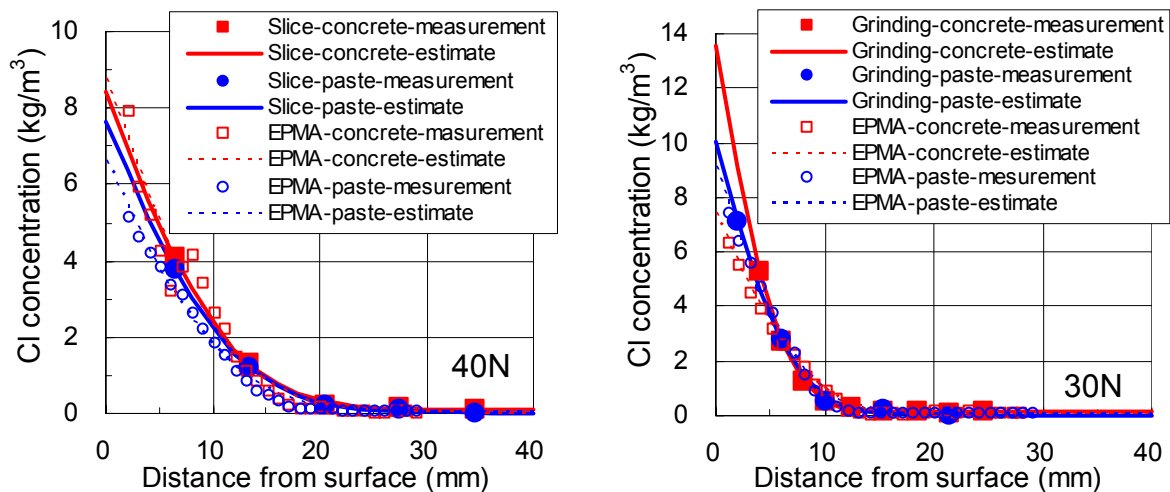 10
8
6
4
2
0
Cl concentration (kg/m3)
Slice-concrete-measurement
Slice-concrete-estimate
Slice-paste-measurement
Slice-paste-estimate
EPMA-concrete-masurement
EPMA-concrete-estimate
EPMA-paste-mesurement
EPMA-paste-estimate
40N
0 10 20 30 40
Distance from surface (mm)
16
14
12
10
8
6
4
2
0
Cl concentration (kg/m3)
Grinding-concrete-measurement
Grinding-concrete-estimate
Grinding-paste-measurement
Grinding-paste-estimate
EPMA-concrete-measurement
EPMA-concrete-estimate
EPMA-paste-mesurement
EPMA-paste-estimate
30N
0 10 20 30 40
Distance from surface (mm)